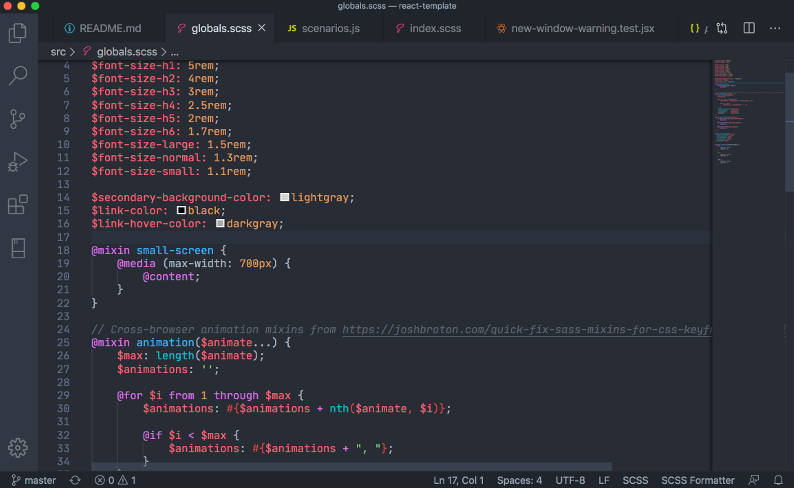 globals.scss — react-template
README.md
globals.scss
JS scenarios.js
index.scss
new-window-warning.test.jsx
src > globals.scss > ...
4 $font-size-h1: 5rem;
5 $font-size-h2: 4rem;
6 $font-size-h3: 3rem;
7 $font-size-h4: 2.5rem;
8 $font-size-h5: 2rem;
9 $font-size-h6: 1.7rem;
10 $font-size-large: 1.5rem;
11 $font-size-normal: 1.3rem;
12 $font-size-small: 1.1rem;
13
14 $secondary-background-color: lightgray;
15 $link-color: black;
16 $link-hover-color: darkgray;
17
18 @mixin small-screen {
19 @media (max-width: 700px) {
20 @content;
21 }
22 }
23
24 // Cross-browser animation mixins from https://joshbroton.com/quick-fix-sass-mixins-for-css-keyf
25 @mixin animation($animate...) {
26 $max: length($animate);
27 $animations: '';
28
29 @for $i from 1 through $max {
30 $animations: #{$animations + nth($animate, $i)};
31
32 @if $i < $max {
33 $animations: #{$animations + ", "};
34 }
master 0 1 Ln 17, Col 1 Spaces: 4 UTF-8 LF SCSS SCSS Formatter